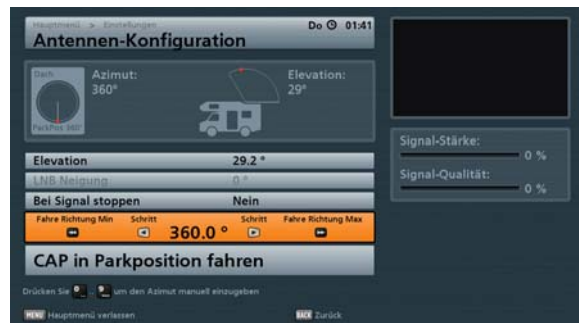 Hauptmenü > Einstellungen
Do 01:41
Antennen-Konfiguration
Dach
Azimut:
360°
ParkPos 360°
Elevation:
29°
Signal-Stärke:
0 %
Signal-Qualität:
0 %
Elevation 29.2 °
LNB Neigung 0 °
Bei Signal stoppen Nein
Fahre Richtung Min Schritt 360.0 ° Schritt Fahre Richtung Max
CAP in Parkposition fahren
Drücken Sie 0 - 9 um den Azimut manuell einzugeben
MENU Hauptmenü verlassen
BACK Zurück